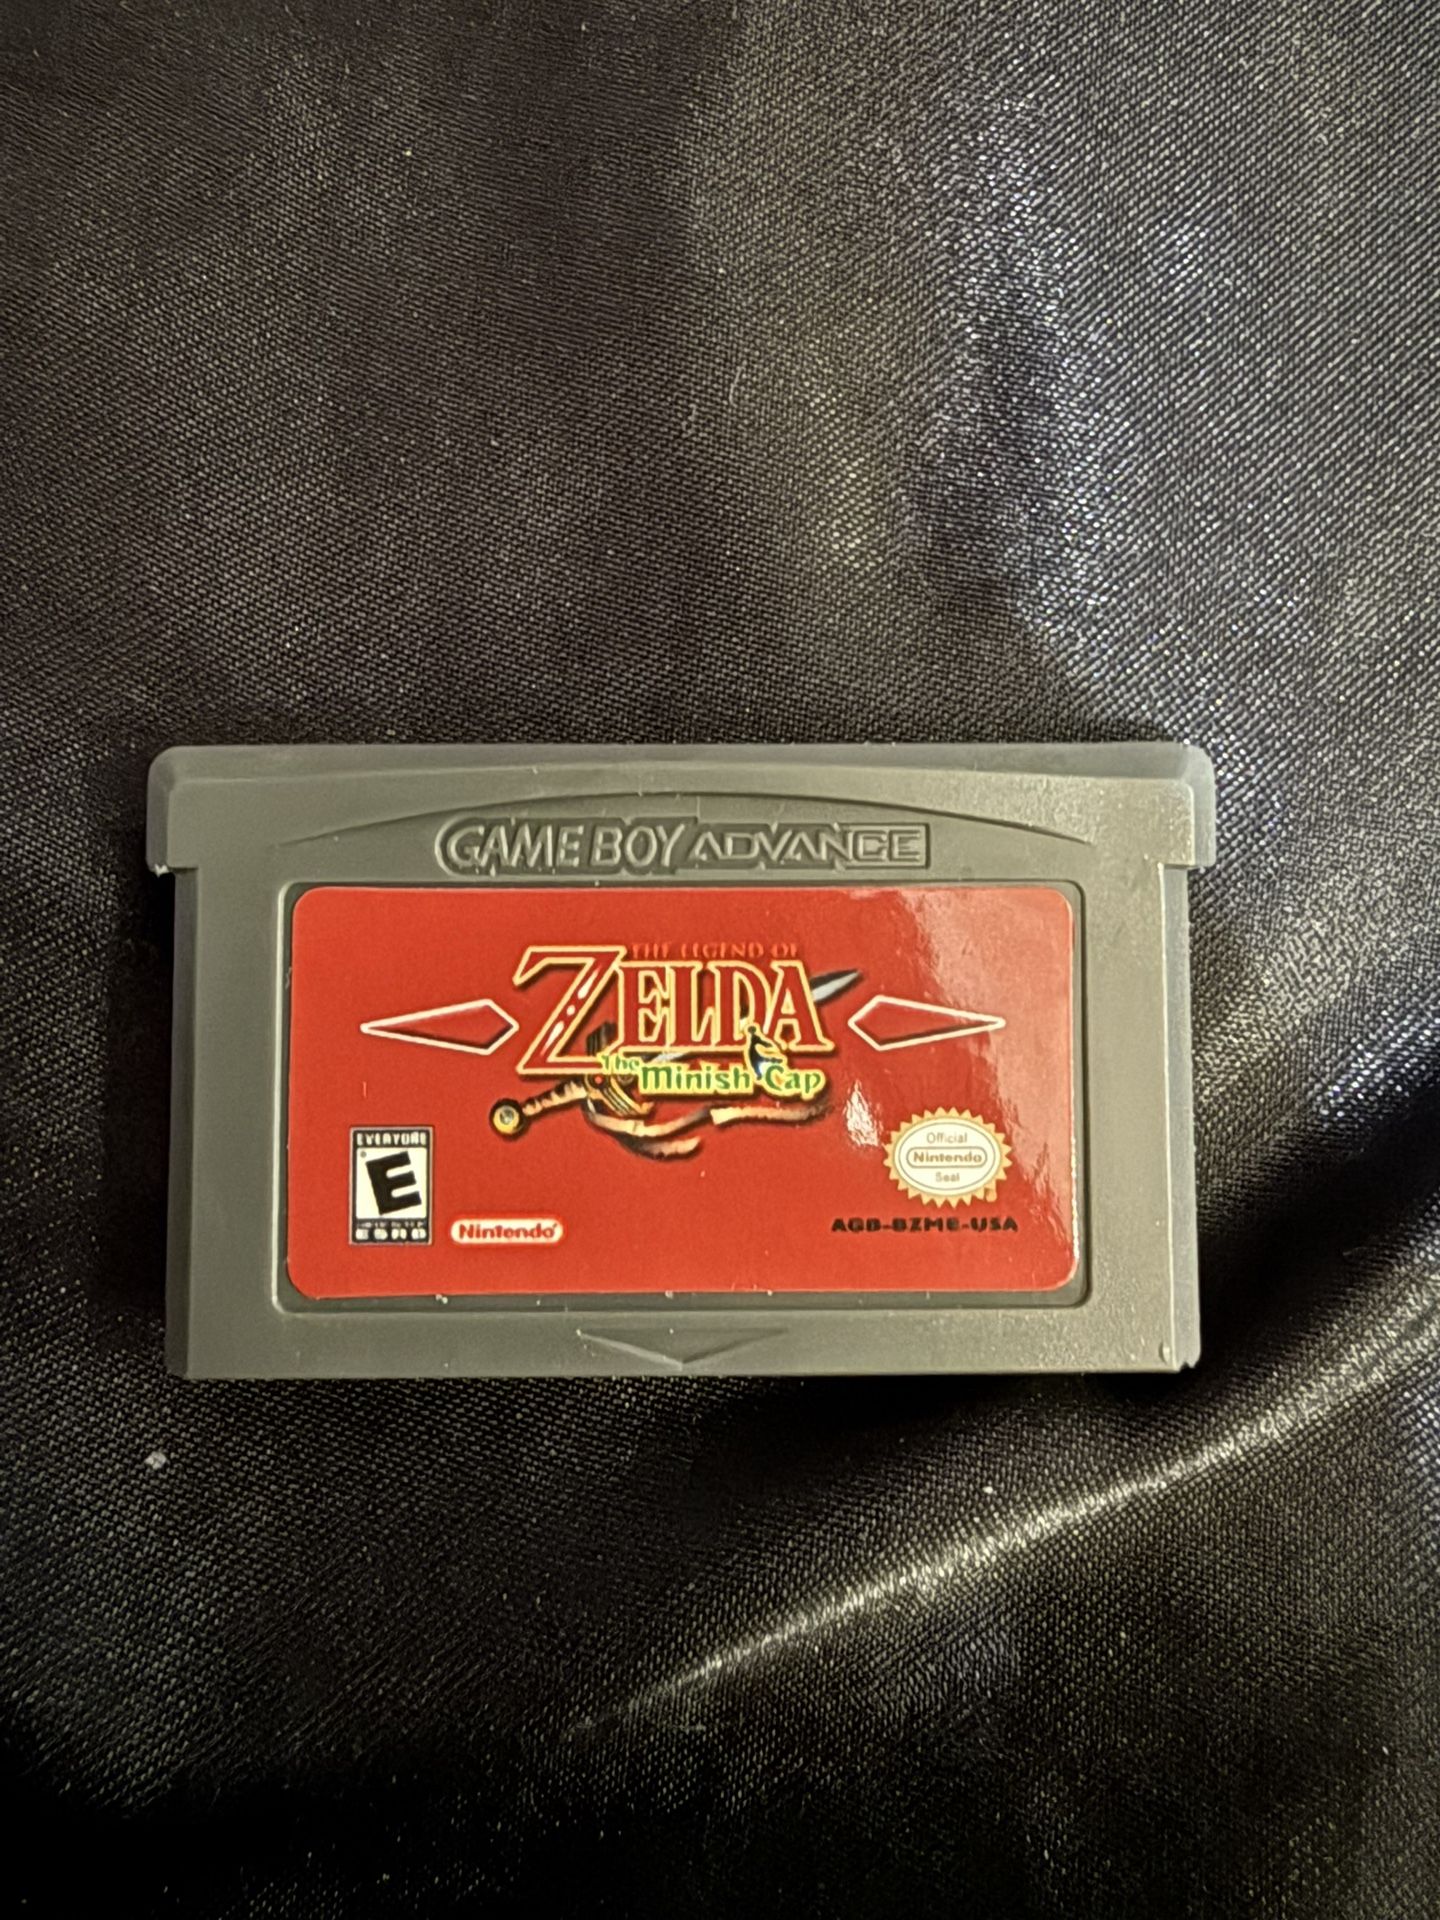 GAME BOY ADVANCE
THE LEGEND OF
ZELDA
The Minish Cap
EVERYONE
E
ESRB
Nintendo
Official
Nintendo
Seal
AGB-BZME-USA